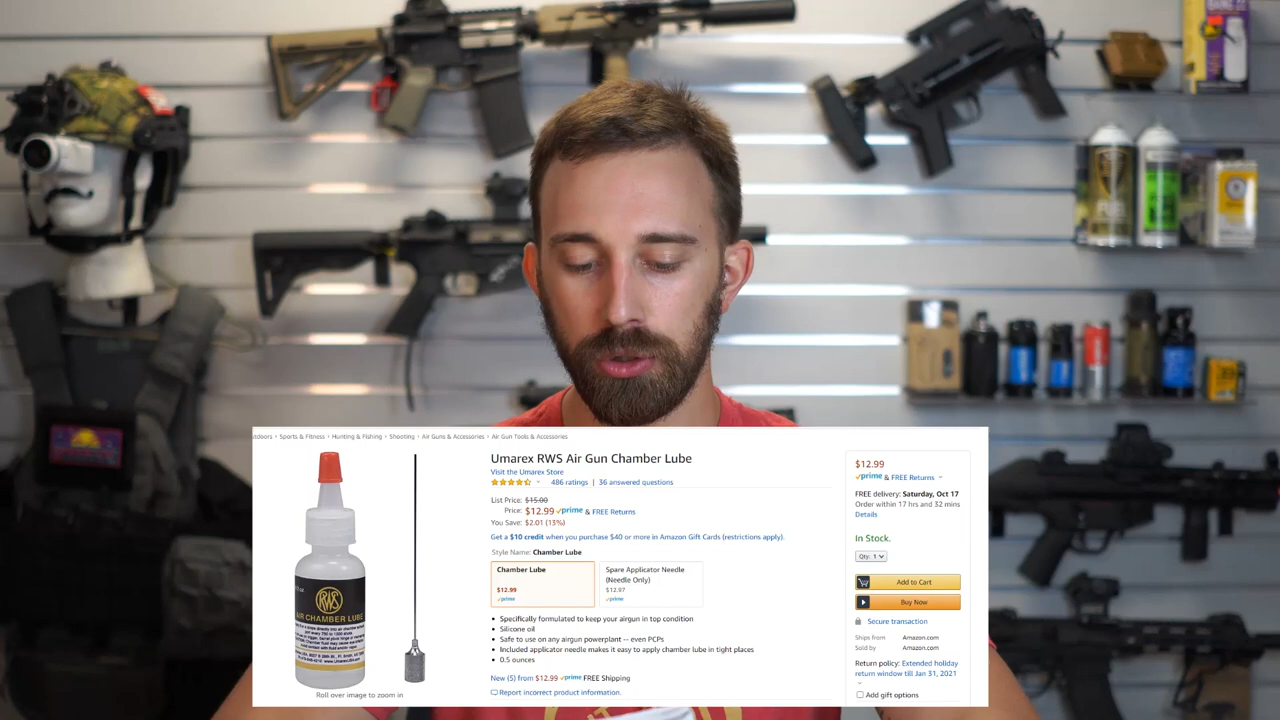 tdoors › Sports & Fitness › Hunting & Fishing › Shooting › Air Guns & Accessories › Air Gun Tools & Accessories
Umarex RWS Air Gun Chamber Lube
Visit the Umarex Store
486 ratings | 36 answered questions
List Price: $15.00
Price: $12.99 prime & FREE Returns
You Save: $2.01 (13%)
Get a $10 credit when you purchase $40 or more in Amazon Gift Cards (restrictions apply).
Style Name: Chamber Lube
Chamber Lube
$12.99
prime
Spare Applicator Needle
(Needle Only)
$12.97
prime
• Specifically formulated to keep your airgun in top condition
• Silicone oil
• Safe to use on any airgun powerplant -- even PCPs
• Included applicator needle makes it easy to apply chamber lube in tight places
• 0.5 ounces
New (5) from $12.99 prime FREE Shipping
Report incorrect product information.
RWS
AIR CHAMBER LUBE
Roll over image to zoom in
$12.99
prime & FREE Returns
FREE delivery: Saturday, Oct 17
Order within 17 hrs and 32 mins
Details
In Stock.
Qty: 1
Add to Cart
Buy Now
Secure transaction
Ships from Amazon.com
Sold by Amazon.com
Return policy: Extended holiday
return window till Jan 31, 2021
Add gift options